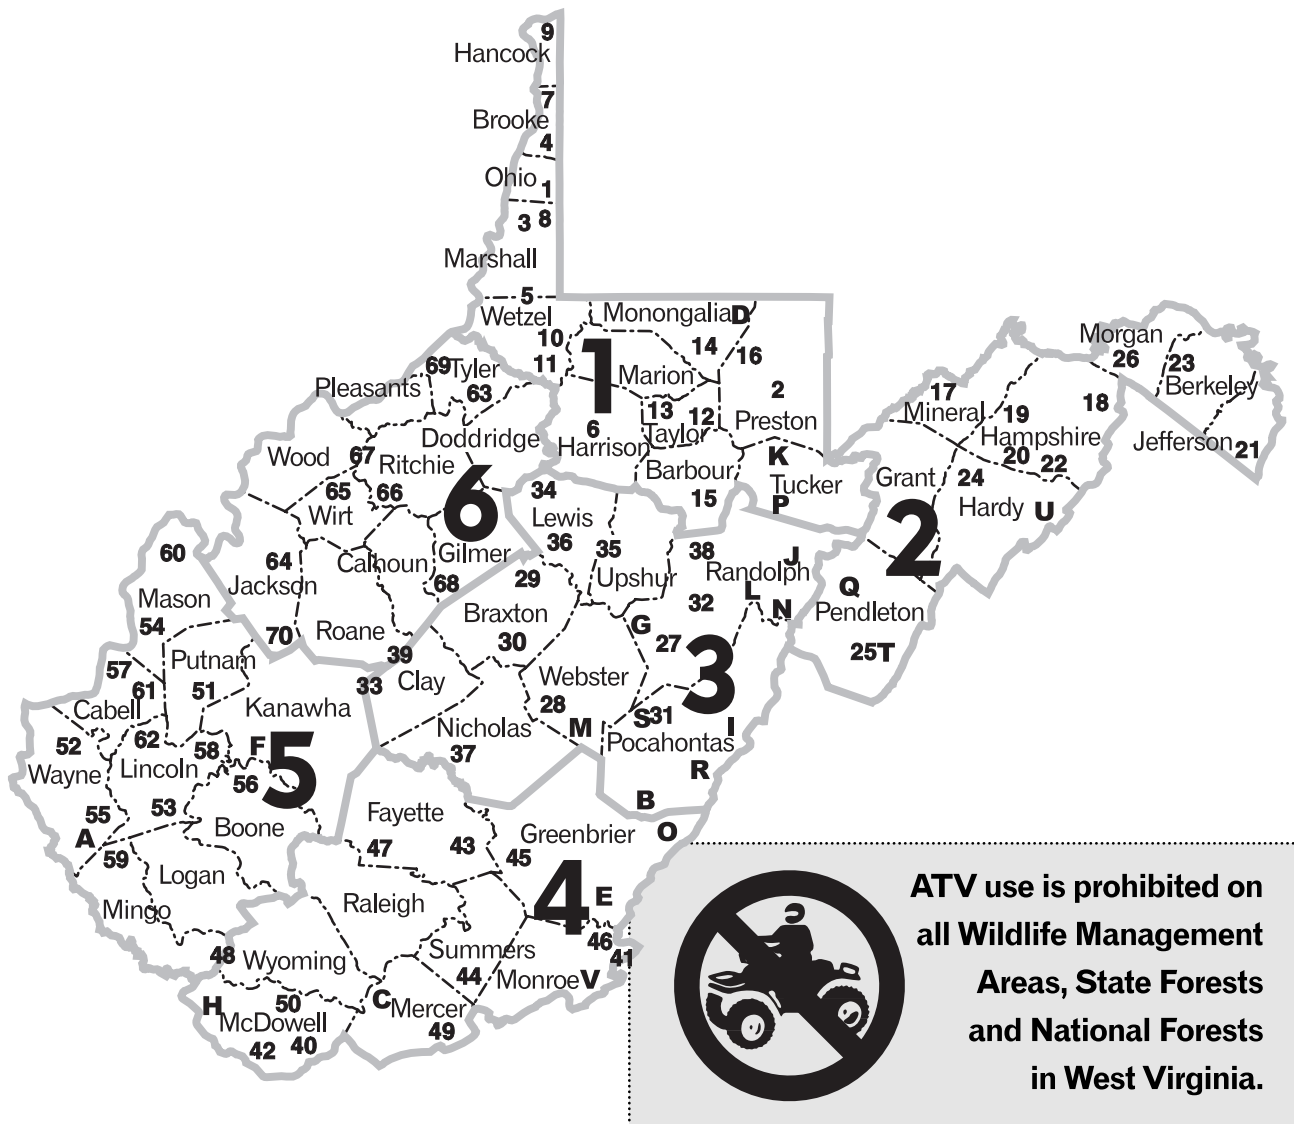 9
Hancock
7
Brooke
4
Ohio
1
3 8
Marshall
5
Wetzel
Monongalia D
10
1
14
16
11
69 Tyler
Marion
Pleasants
63
2
13
12
Preston
6
Taylor
Doddridge
Harrison
Wood
67
Ritchie
Barbour
K
Tucker
65
66
6
34
15
P
Wirt
Lewis
60
36
35
38
J
64
Calhoun
Gilmer
Jackson
68
29
Upshur
Randolph
L
N
32
Mason
Braxton
54
70
Roane
30
G
27
39
3
57
Putnam
61
51
33
Clay
Webster
28
S 31
Cabell
Kanawha
Nicholas
M
I
52
62
58
F
37
Pocahontas
Wayne
Lincoln
56
5
R
B
55
53
Fayette
O
A
Boone
Greenbrier
59
47
43
45
Logan
4
E
Mingo
Raleigh
46
48
Wyoming
Summers
41
44
Monroe V
H
50
C
Mercer
McDowell
49
42
40
Morgan
26
23
17
Berkeley
Mineral
19
18
Hampshire
Jefferson
21
20
22
Grant
24
2
Hardy
U
Q
Pendleton
25 T
ATV use is prohibited on
all Wildlife Management
Areas, State Forests
and National Forests
in West Virginia.